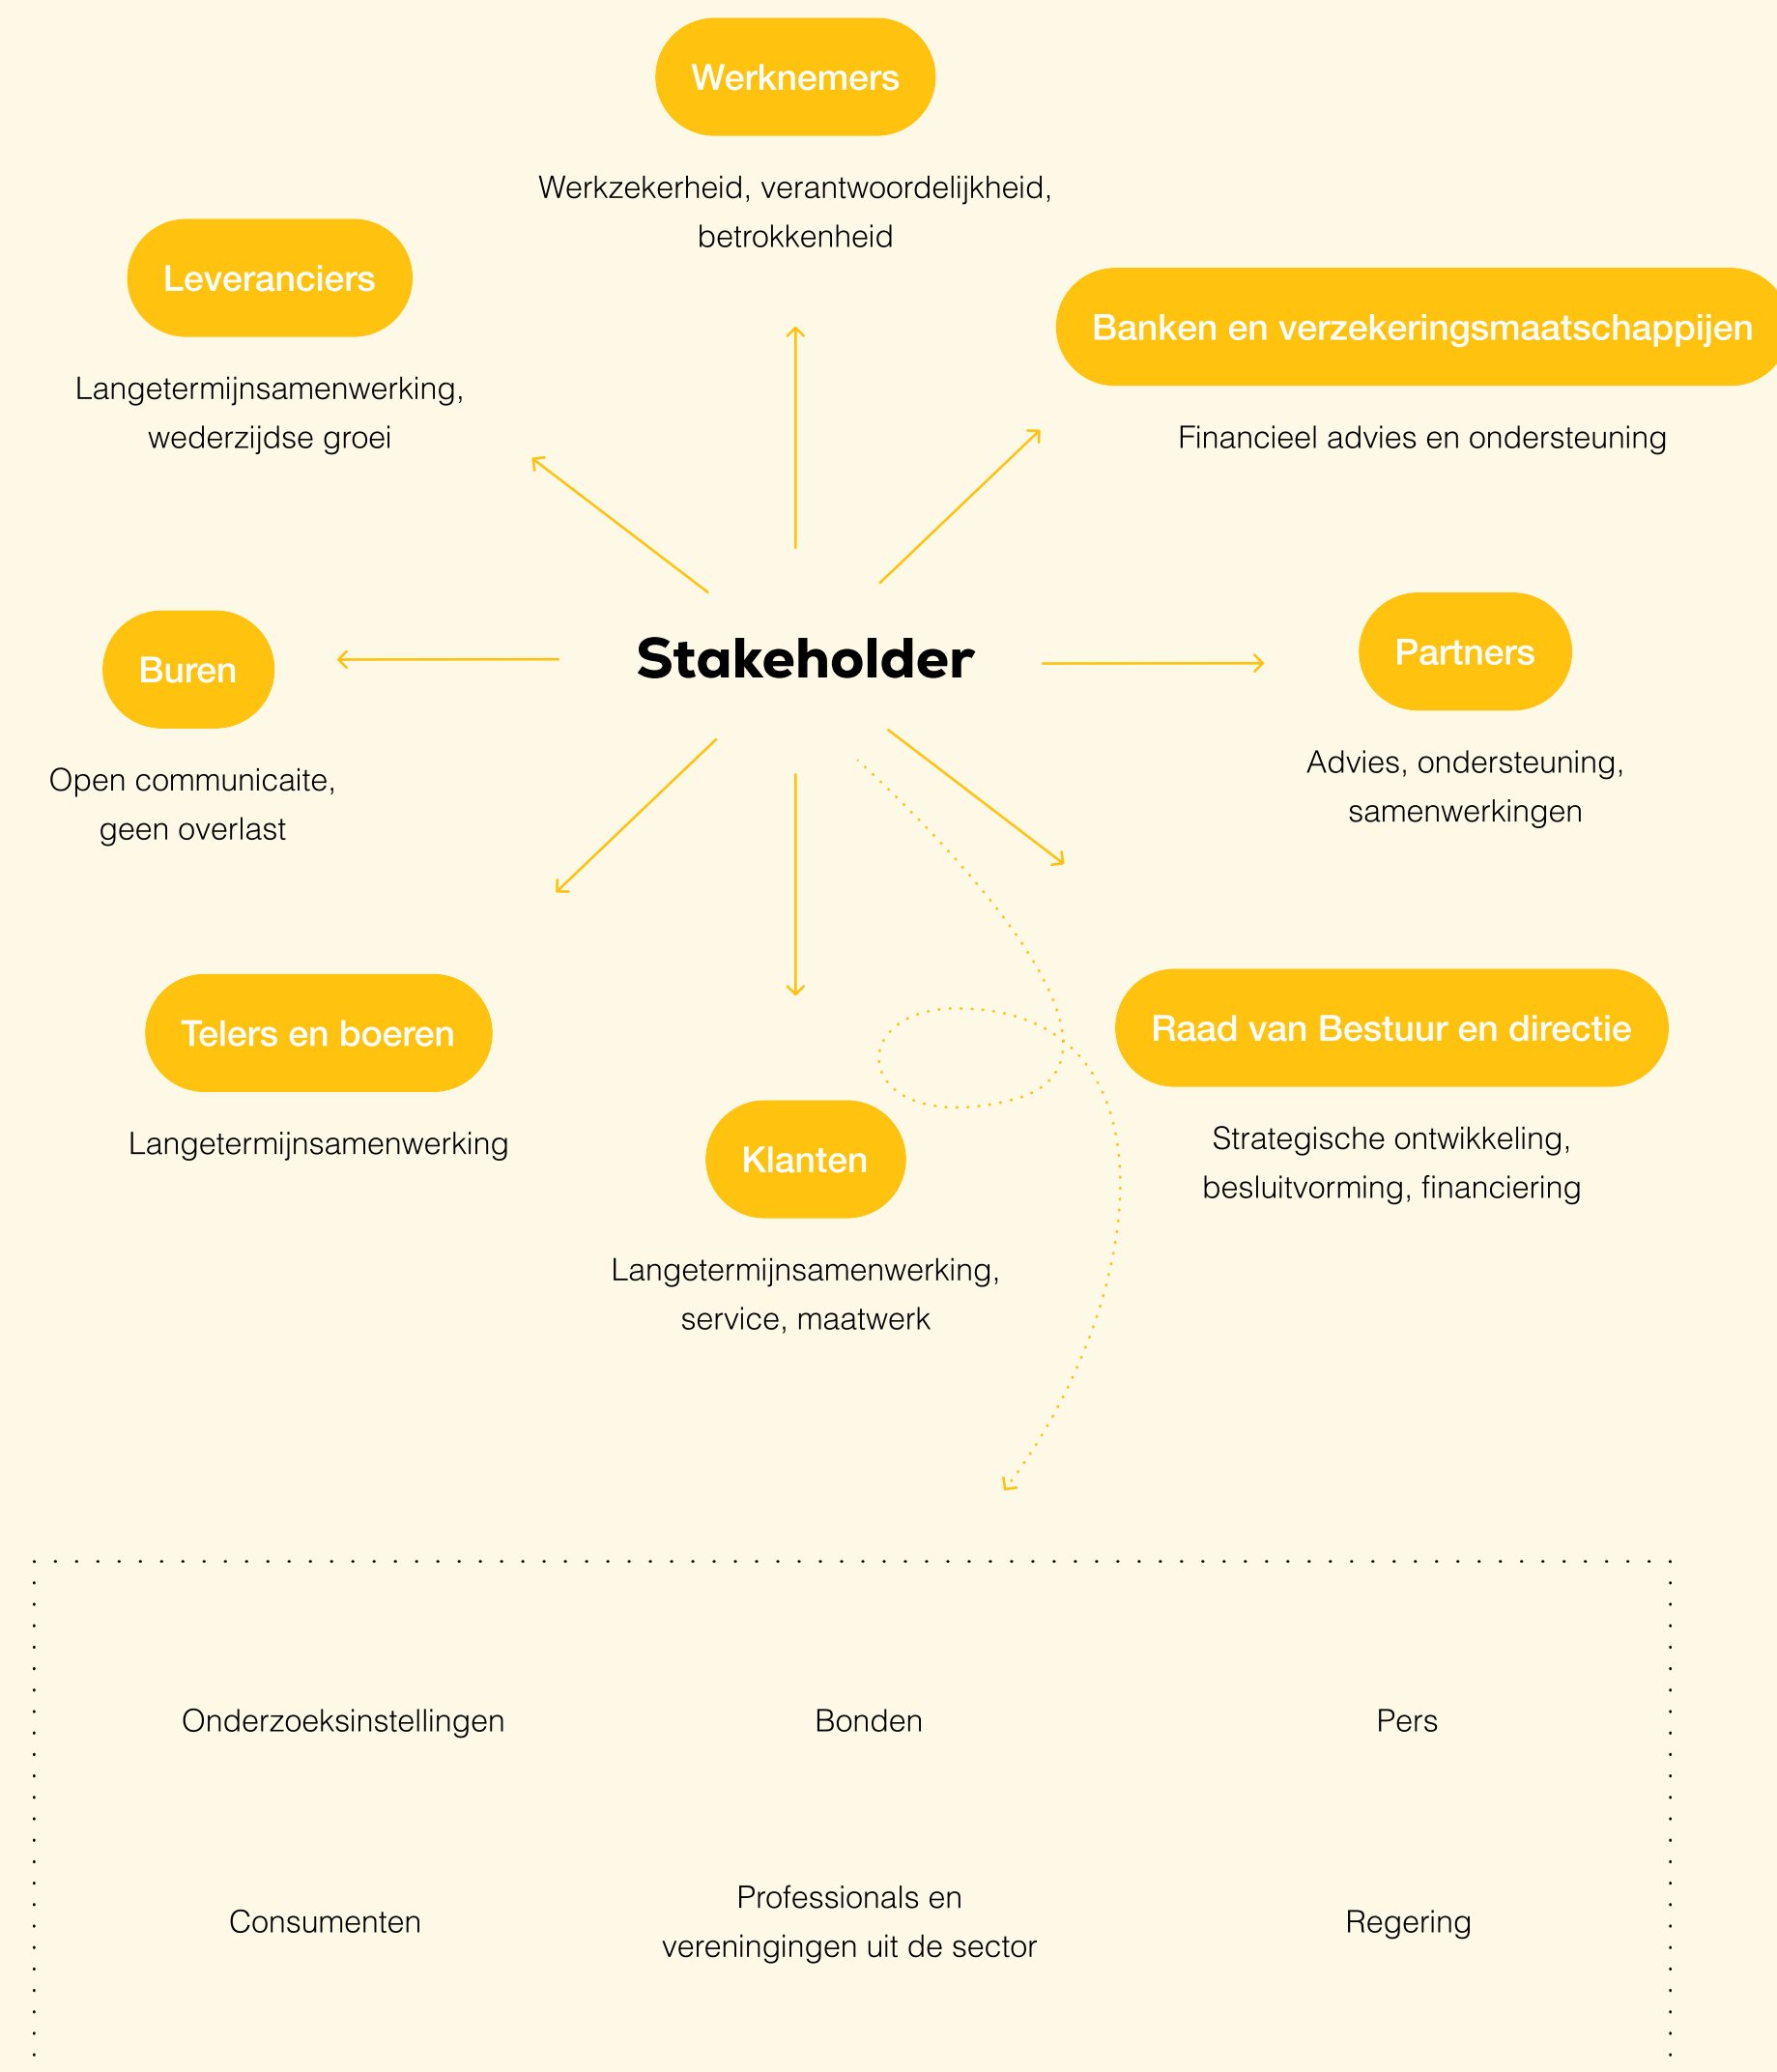 Werknemers
Werkzekerheid, verantwoordelijkheid,
betrokkenheid
Leveranciers
Langetermijnsamenwerking,
wederzijdse groei
Banken en verzekeringsmaatschappijen
Financieel advies en ondersteuning
Stakeholder
Buren
Open communicaite,
geen overlast
Partners
Advies, ondersteuning,
samenwerkingen
Telers en boeren
Langetermijnsamenwerking
Klanten
Langetermijnsamenwerking,
service, maatwerk
Raad van Bestuur en directie
Strategische ontwikkeling,
besluitvorming, financiering
Onderzoeksinstellingen
Bonden
Pers
Consumenten
Professionals en
vereningingen uit de sector
Regering